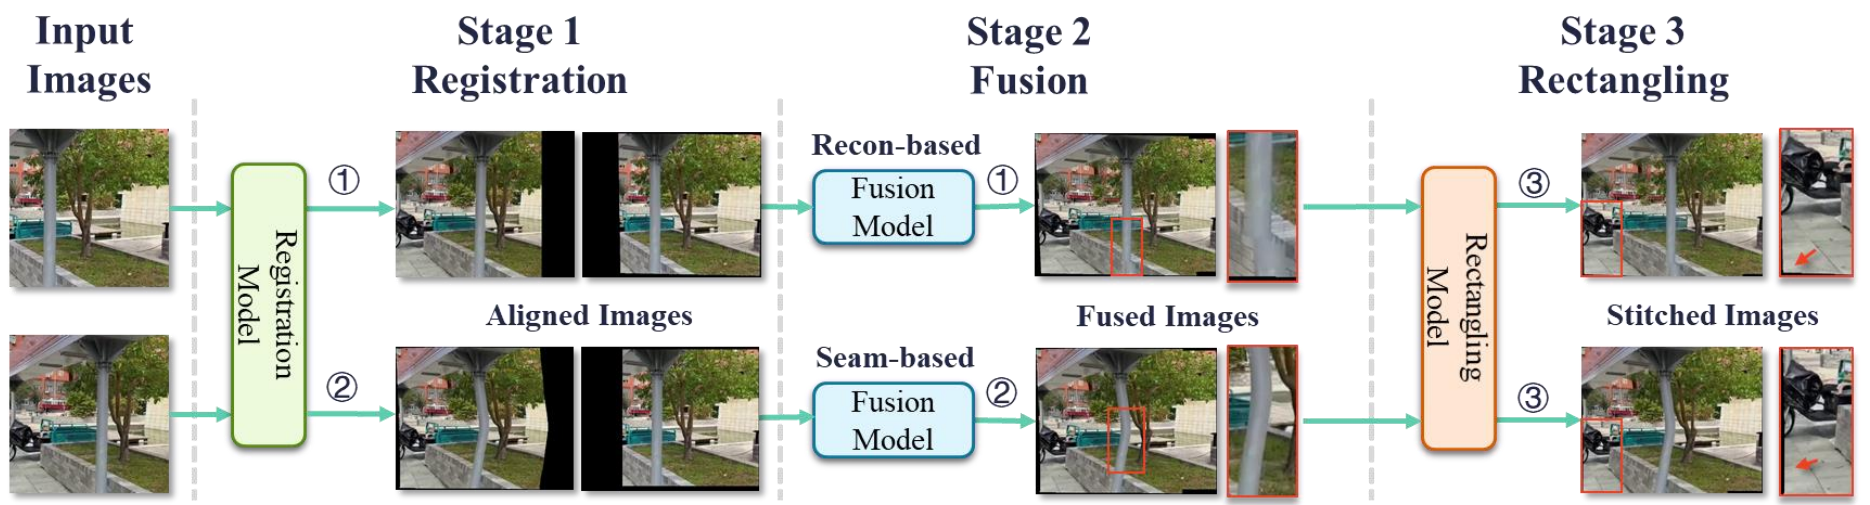 Input
Images
Stage 1
Registration
Stage 2
Fusion
Stage 3
Rectangling
Registration
Model
①
②
Aligned Images
Recon-based
Fusion
Model
①
Seam-based
Fusion
Model
②
Fused Images
Rectangling
Model
③
③
Stitched Images